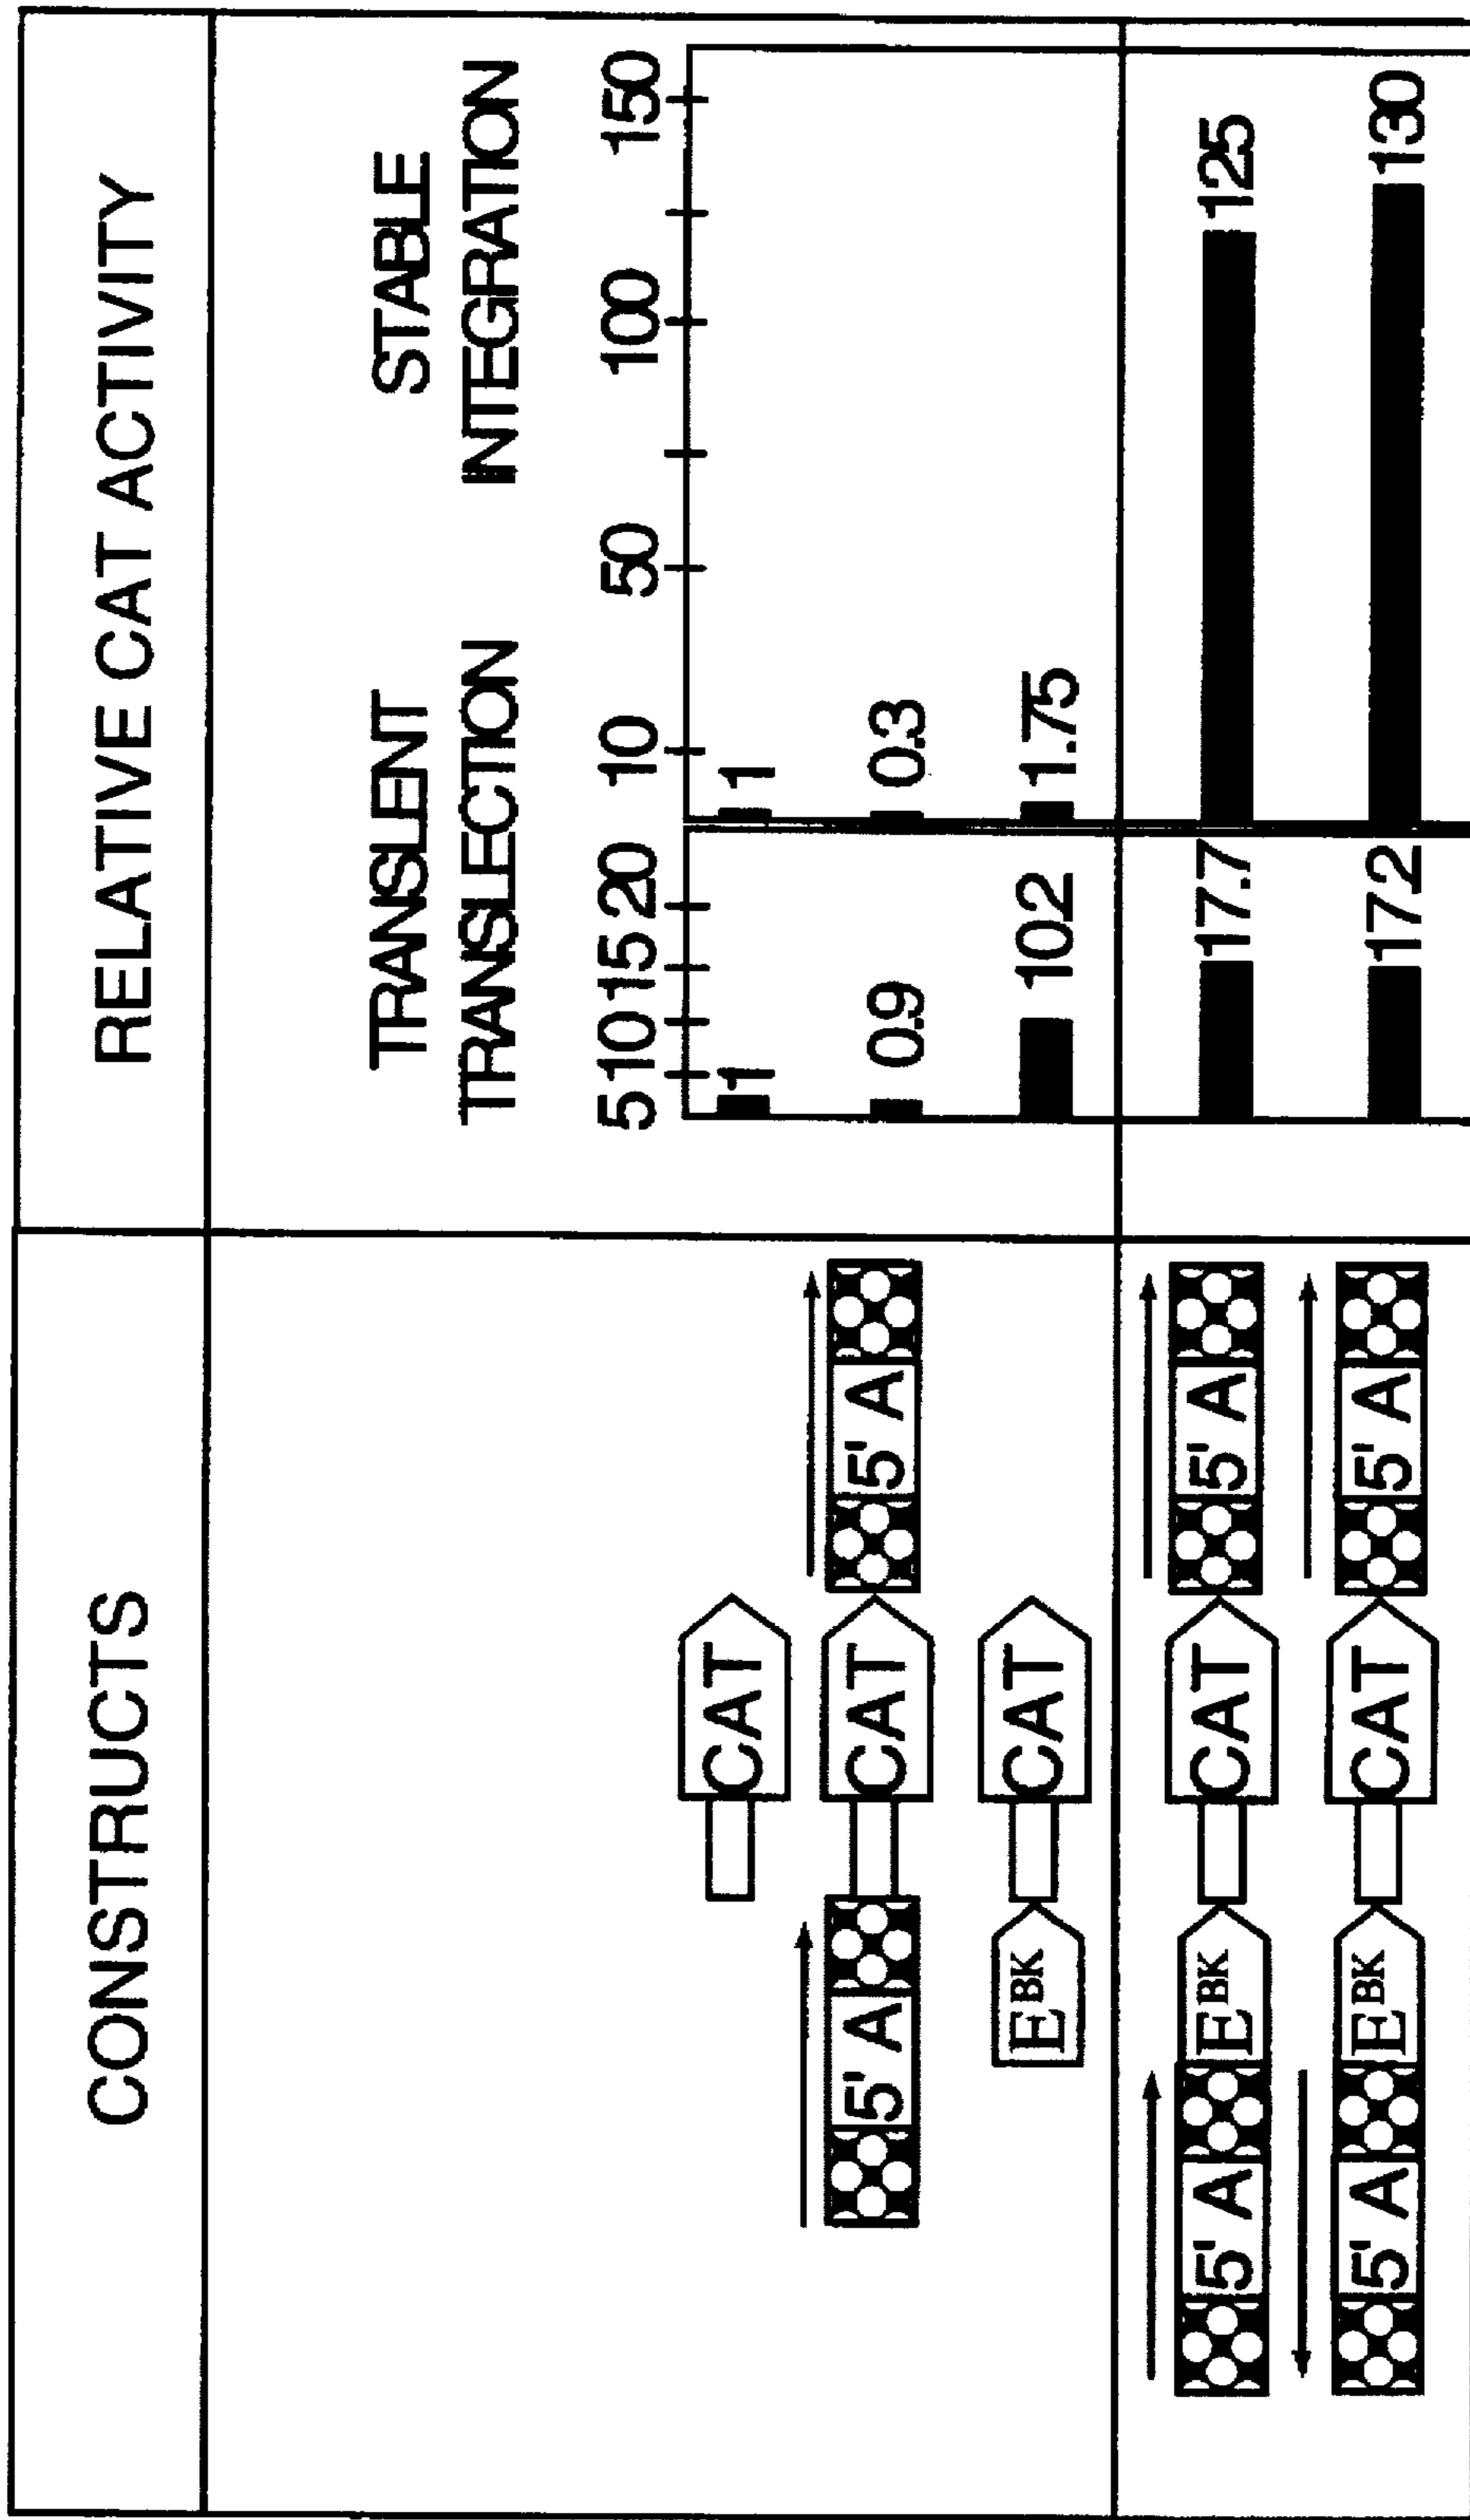 CONSTRUCTS RELATIVE CAT ACTIVITY
TRANSLENT STABLE
TRANSLECTION INTEGRATION
5 10 15 20 10 50 100 150
CAT 1 1
5' A CAT 5' A 0.9 0.3
E^BK CAT 10.2 1.75
5' A E^BK CAT 5' A 17.7 125
5' A E^BK CAT 5' A 17.2 130